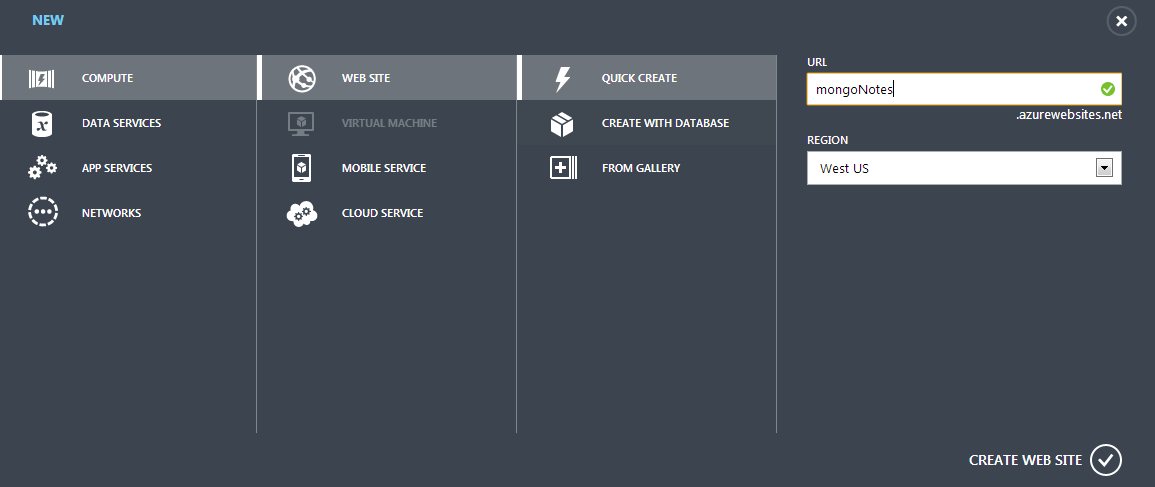 NEW
COMPUTE
DATA SERVICES
APP SERVICES
NETWORKS
WEB SITE
VIRTUAL MACHINE
MOBILE SERVICE
CLOUD SERVICE
QUICK CREATE
CREATE WITH DATABASE
FROM GALLERY
URL
mongoNotes
.azurewebsites.net
REGION
West US
CREATE WEB SITE